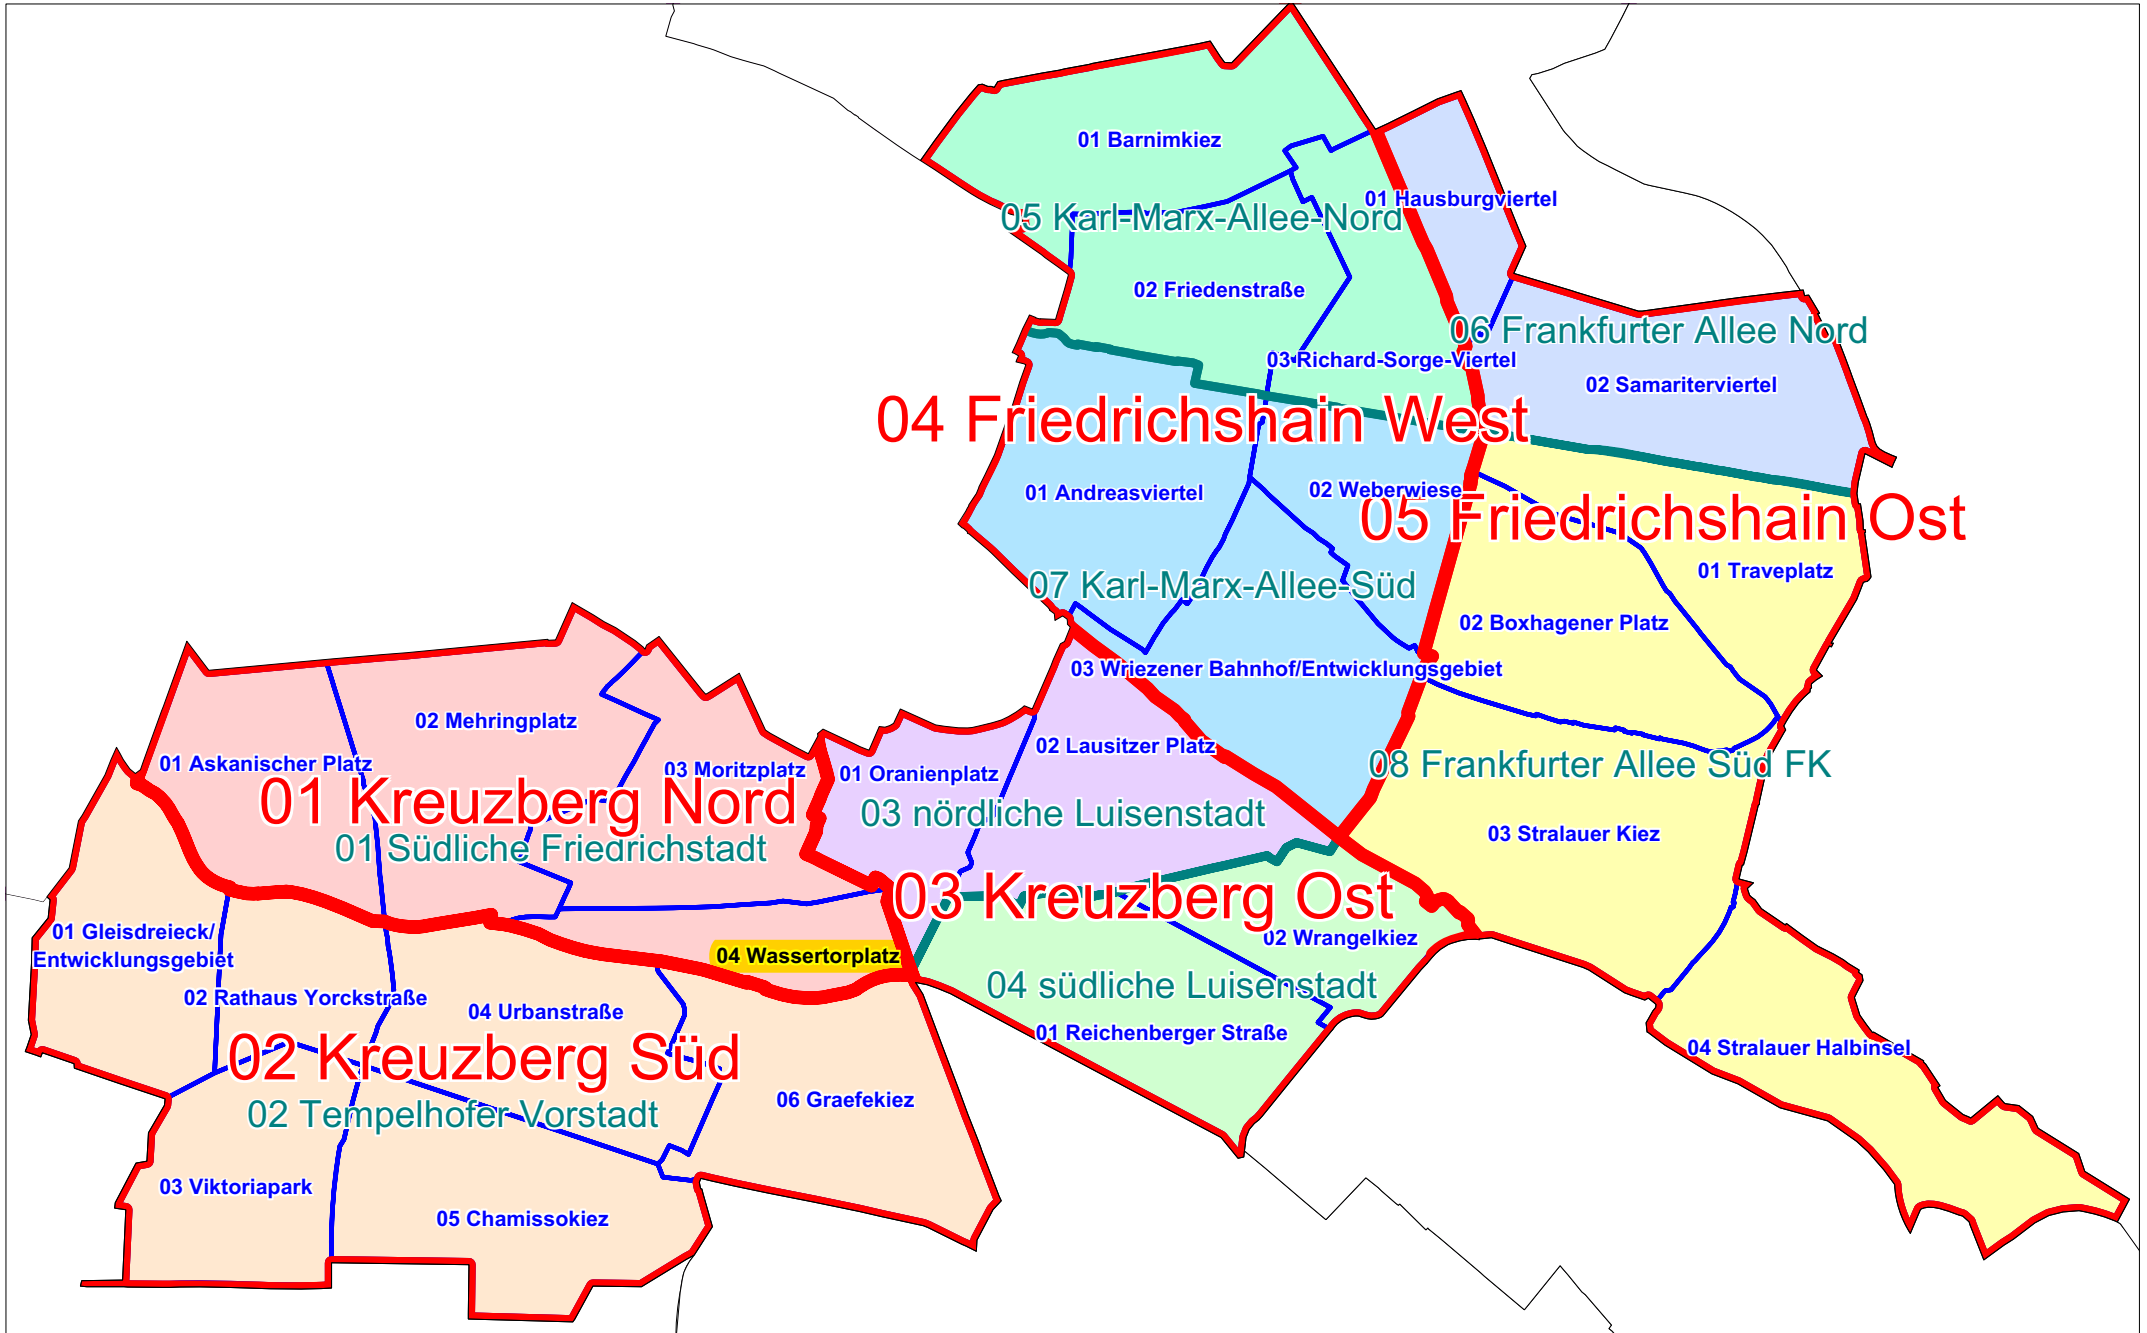 01 Barnimkiez
01 Hausburgviertel
05 Karl-Marx-Allee-Nord
02 Friedenstraße
06 Frankfurter Allee Nord
03 Richard-Sorge-Viertel
02 Samariterviertel
04 Friedrichshain West
01 Andreasviertel
02 Weberwiese
05 Friedrichshain Ost
01 Traveplatz
07 Karl-Marx-Allee-Süd
02 Boxhagener Platz
03 Wriezener Bahnhof/Entwicklungsgebiet
02 Mehringplatz
02 Lausitzer Platz
01 Askanischer Platz
03 Moritzplatz
01 Oranienplatz
08 Frankfurter Allee Süd FK
01 Kreuzberg Nord
03 nördliche Luisenstadt
03 Stralauer Kiez
01 Südliche Friedrichstadt
03 Kreuzberg Ost
01 Gleisdreieck/
Entwicklungsgebiet
02 Wrangelkiez
04 Wassertorplatz
04 südliche Luisenstadt
02 Rathaus Yorckstraße
04 Urbanstraße
01 Reichenberger Straße
04 Stralauer Halbinsel
02 Kreuzberg Süd
06 Graefekiez
02 Tempelhofer Vorstadt
03 Viktoriapark
05 Chamissokiez